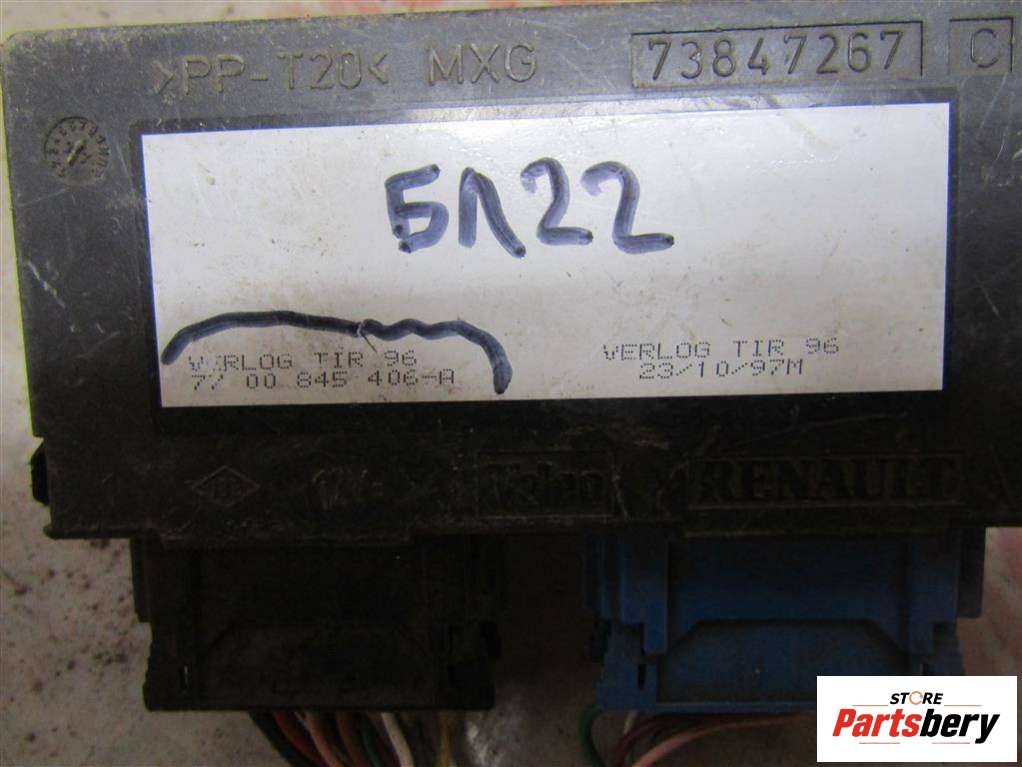 >PP-T20< MXG 73847267 C
БЛ22
VERLOG TIR 96
77 00 845 406-A
VERLOG TIR 96
23/10/97M
Valeo RENAULT
STORE
Partsbery